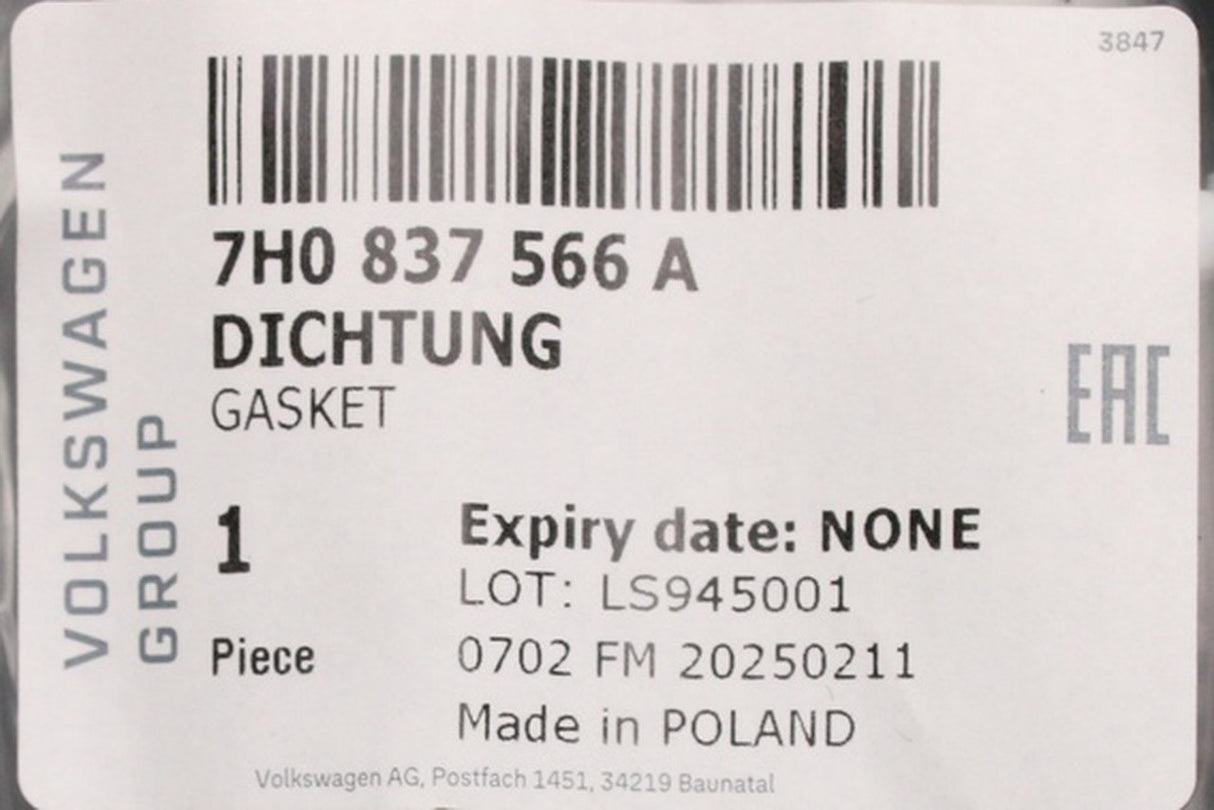 3847
VOLKSWAGEN
GROUP
7H0 837 566 A
DICHTUNG
GASKET
EAC
1
Piece
Expiry date: NONE
LOT: LS945001
0702 FM 20250211
Made in POLAND
Volkswagen AG, Postfach 1451, 34219 Baunatal